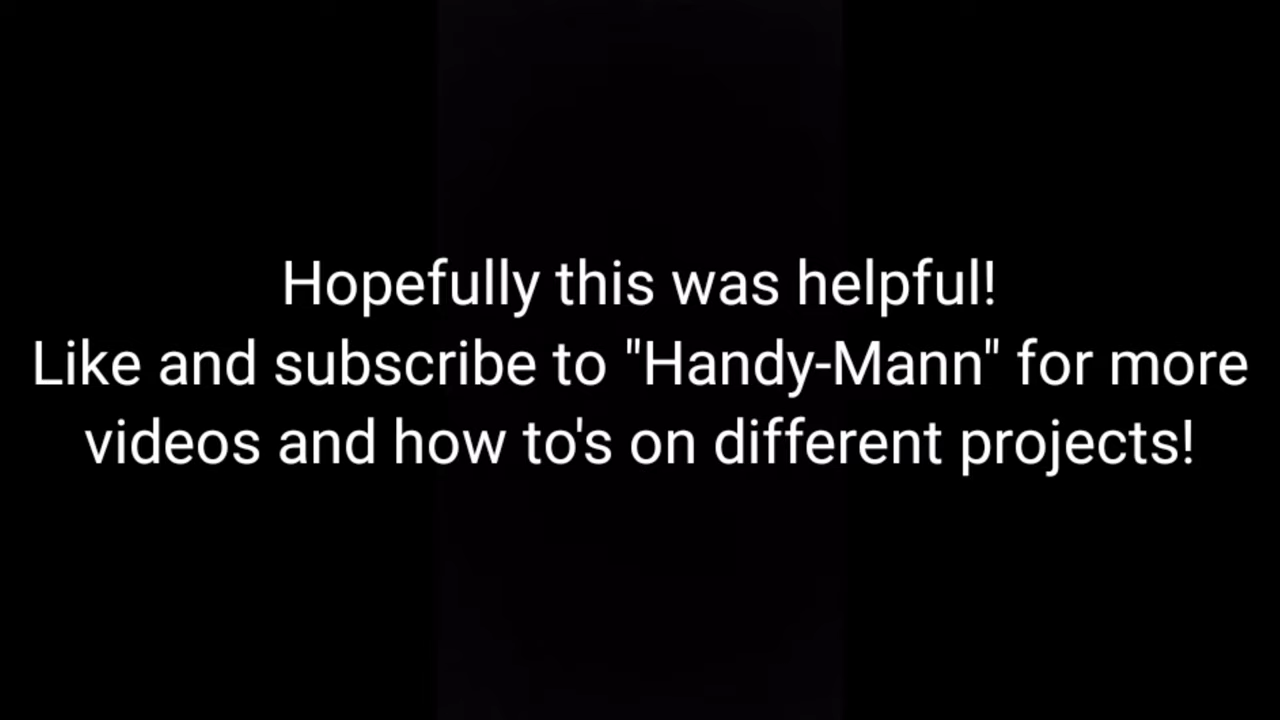 Hopefully this was helpful!
Like and subscribe to "Handy-Mann" for more
videos and how to's on different projects!